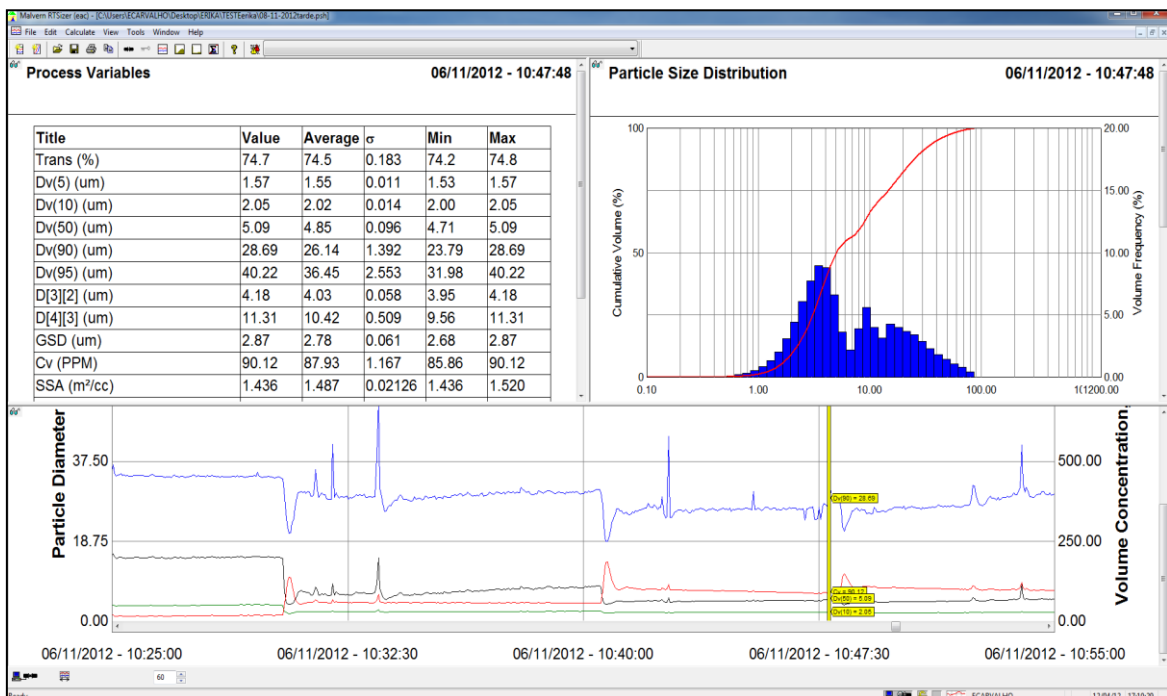 Malvern RTSizer (eac) - [C:\Users\ECARVALHO\Desktop\ERIKA\TESTEerika\08-11-2012tarde.psh]
File Edit Calculate View Tools Window Help
Process Variables 06/11/2012 - 10:47:48
Title Value Average σ Min Max
Trans (%) 74.7 74.5 0.183 74.2 74.8
Dv(5) (um) 1.57 1.55 0.011 1.53 1.57
Dv(10) (um) 2.05 2.02 0.014 2.00 2.05
Dv(50) (um) 5.09 4.85 0.096 4.71 5.09
Dv(90) (um) 28.69 26.14 1.392 23.79 28.69
Dv(95) (um) 40.22 36.45 2.553 31.98 40.22
D[3][2] (um) 4.18 4.03 0.058 3.95 4.18
D[4][3] (um) 11.31 10.42 0.509 9.56 11.31
GSD (um) 2.87 2.78 0.061 2.68 2.87
Cv (PPM) 90.12 87.93 1.167 85.86 90.12
SSA (m²/cc) 1.436 1.487 0.02126 1.436 1.520
Particle Size Distribution 06/11/2012 - 10:47:48
100 20.00
15.00
50 10.00
5.00
0 0.00
Cumulative Volume (%)
Volume Frequency (%)
0.10 1.00 10.00 100.00
Particle Diameter
Volume Concentration,
37.50 500.00
18.75 250.00
0.00 0.00
Dv(90) = 28.69
Cv = 90.12
Dv(50) = 5.09
Dv(10) = 2.05
06/11/2012 - 10:25:00 06/11/2012 - 10:32:30 06/11/2012 - 10:40:00 06/11/2012 - 10:47:30 06/11/2012 - 10:55:00
60
ECARVALHO